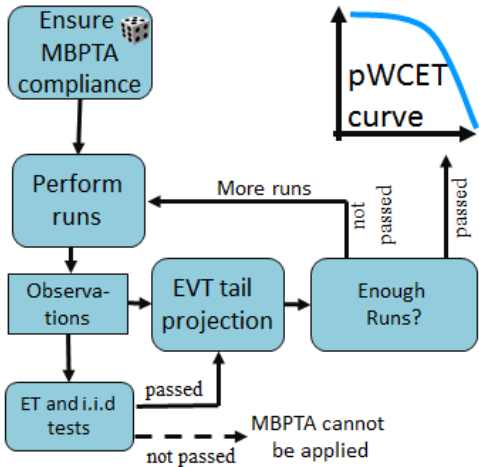 Ensure
MBPTA
compliance
pWCET
curve
Perform
runs
More runs
not
passed
passed
Observa-
tions
EVT tail
projection
Enough
Runs?
ET and i.i.d
tests
passed
not passed
MBPTA cannot
be applied